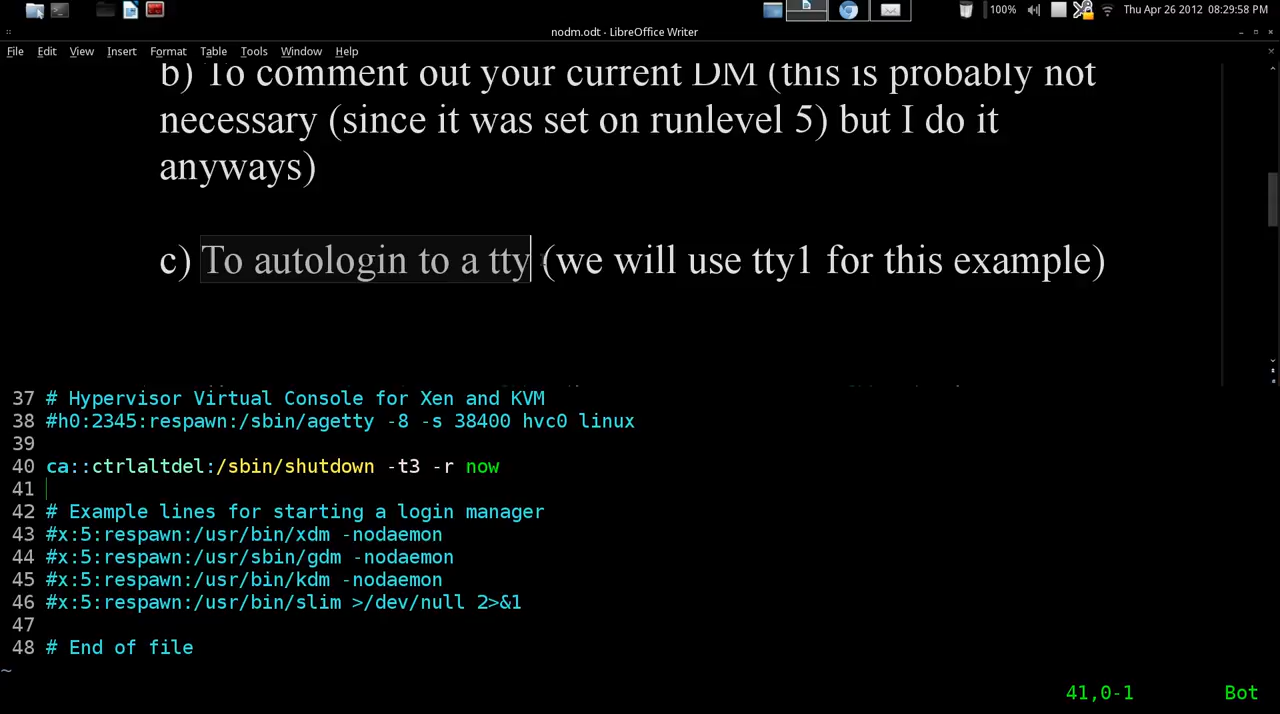 100%
Thu Apr 26 2012 08:29:58 PM
nodm.odt - LibreOffice Writer
File Edit View Insert Format Table Tools Window Help
b) To comment out your current DM (this is probably not
necessary (since it was set on runlevel 5) but I do it
anyways)
c) To autologin to a tty (we will use tty1 for this example)
37 # Hypervisor Virtual Console for Xen and KVM
38 #h0:2345:respawn:/sbin/agetty -8 -s 38400 hvc0 linux
39
40 ca::ctrlaltdel:/sbin/shutdown -t3 -r now
41
42 # Example lines for starting a login manager
43 #x:5:respawn:/usr/bin/xdm -nodaemon
44 #x:5:respawn:/usr/sbin/gdm -nodaemon
45 #x:5:respawn:/usr/bin/kdm -nodaemon
46 #x:5:respawn:/usr/bin/slim >/dev/null 2>&1
47
48 # End of file
~
41,0-1 Bot